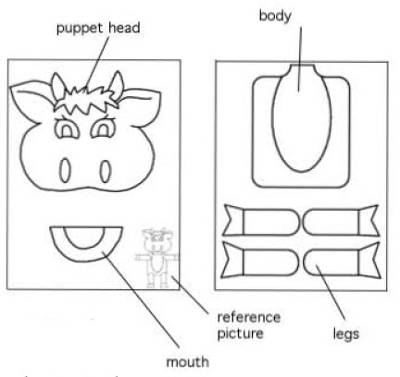 body
puppet head
reference
picture
legs
mouth